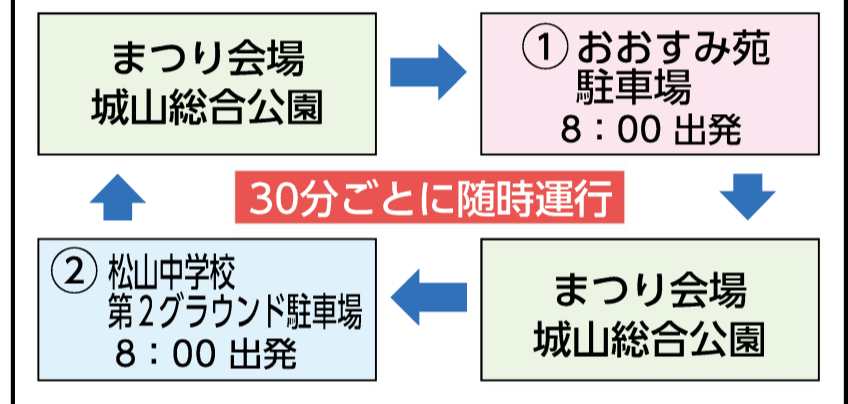 まつり会場
城山総合公園
① おおすみ苑
駐車場
8：00 出発
30分ごとに随時運行
② 松山中学校
第2グラウンド駐車場
8：00 出発
まつり会場
城山総合公園